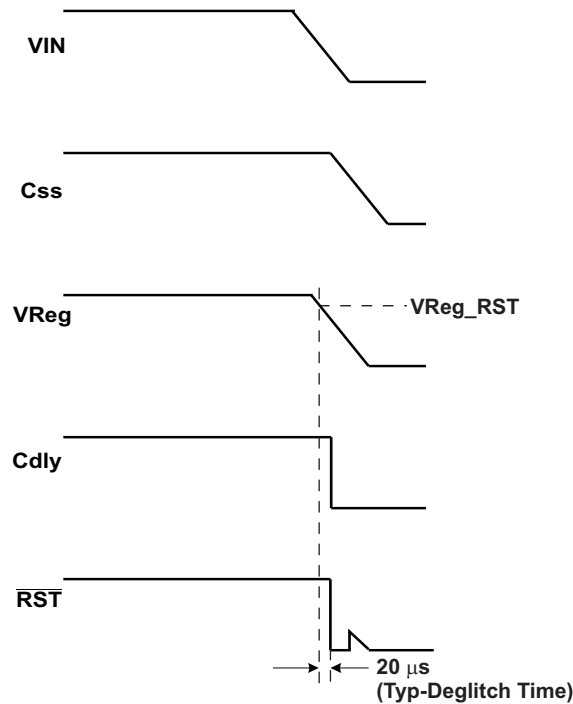 VIN
Css
VReg_RST
VReg
Cdly
RST
20 μs
(Typ-Deglitch Time)